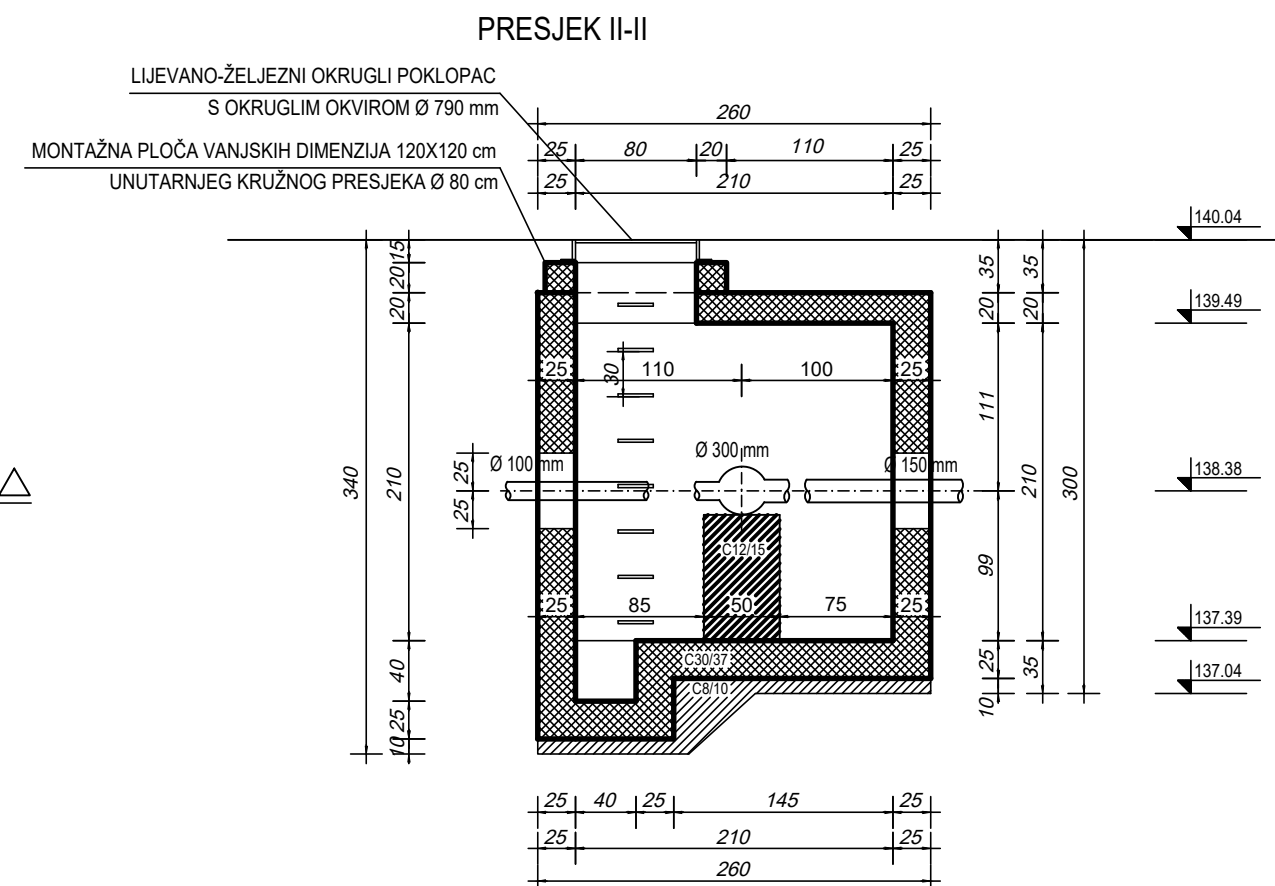 PRESJEK II-II
LIJEVANO-ŽELJEZNI OKRUGLI POKLOPAC
S OKRUGLIM OKVIROM Ø 790 mm
MONTAŽNA PLOČA VANJSKIH DIMENZIJA 120X120 cm
UNUTARNJEG KRUŽNOG PRESJEKA Ø 80 cm
260
25 80 20 110 25
25 210 25
140.04
15
20
20
35
35
20
20
139.49
25 110 100 25
30
111
340
210
210
300
25
25
Ø 100 mm
Ø 300 mm
Ø 150 mm
138.38
C12/15
99
25 85 50 75 25
137.39
C30/37
C8/10
40
25
10
25
35
10
137.04
25 40 25 145 25
25 210 25
260